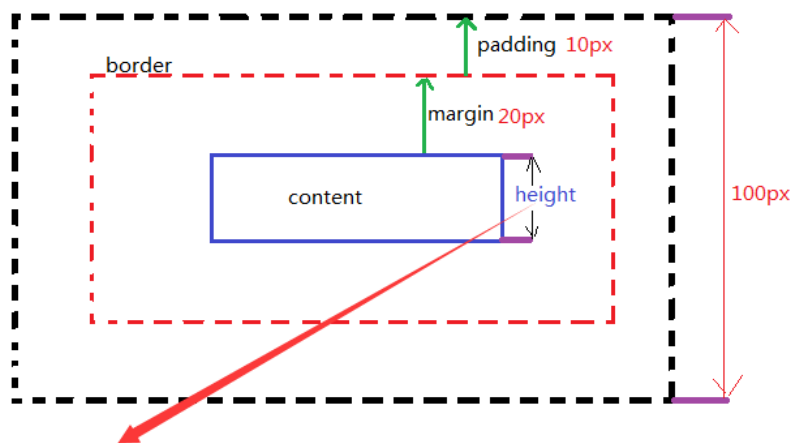 padding 10px
border
margin 20px
content
height
100px